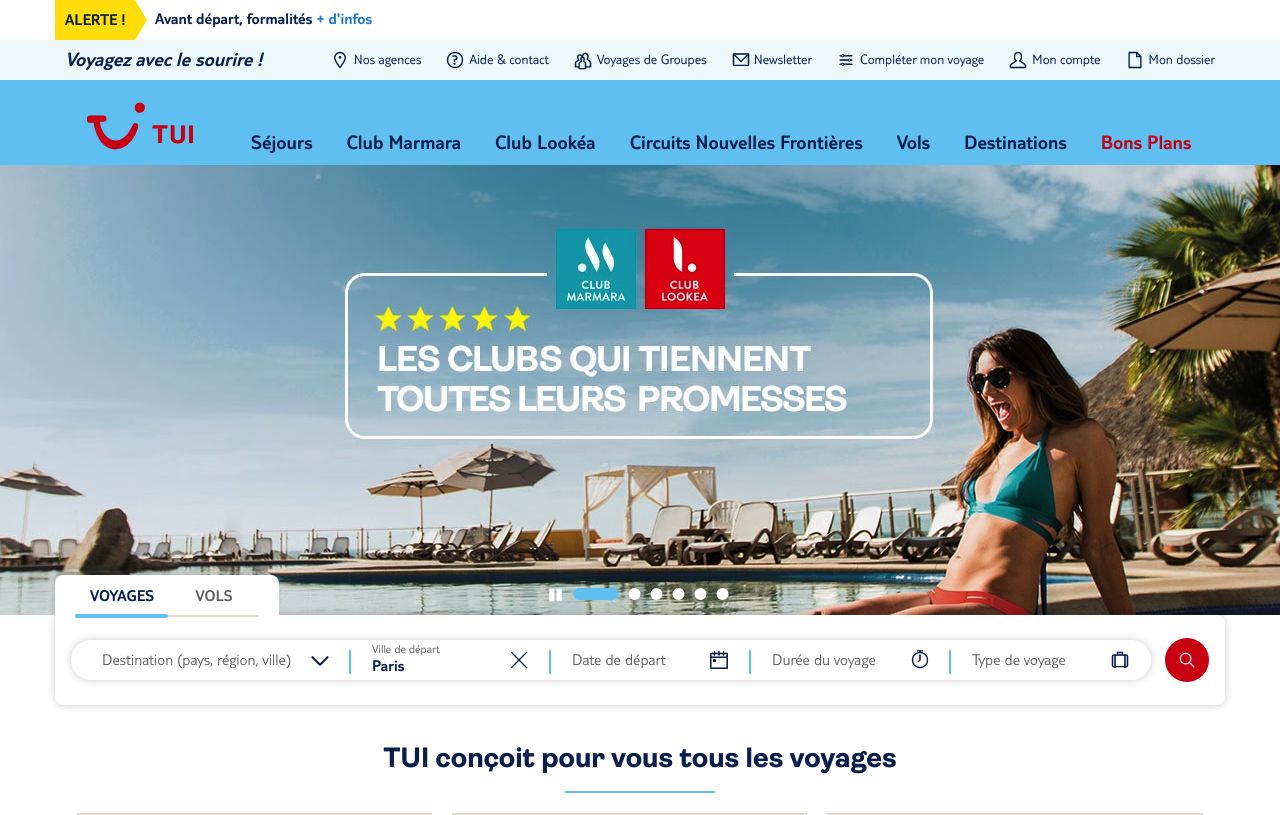 ALERTE !
Avant départ, formalités + d'infos
Voyagez avec le sourire !
Nos agences
Aide & contact
Voyages de Groupes
Newsletter
Compléter mon voyage
Mon compte
Mon dossier
TUI
Séjours
Club Marmara
Club Lookéa
Circuits Nouvelles Frontières
Vols
Destinations
Bons Plans
CLUB
MARMARA
CLUB
LOOKEA
LES CLUBS QUI TIENNENT
TOUTES LEURS PROMESSES
VOYAGES
VOLS
Destination (pays, région, ville)
Ville de départ
Paris
Date de départ
Durée du voyage
Type de voyage
TUI conçoit pour vous tous les voyages